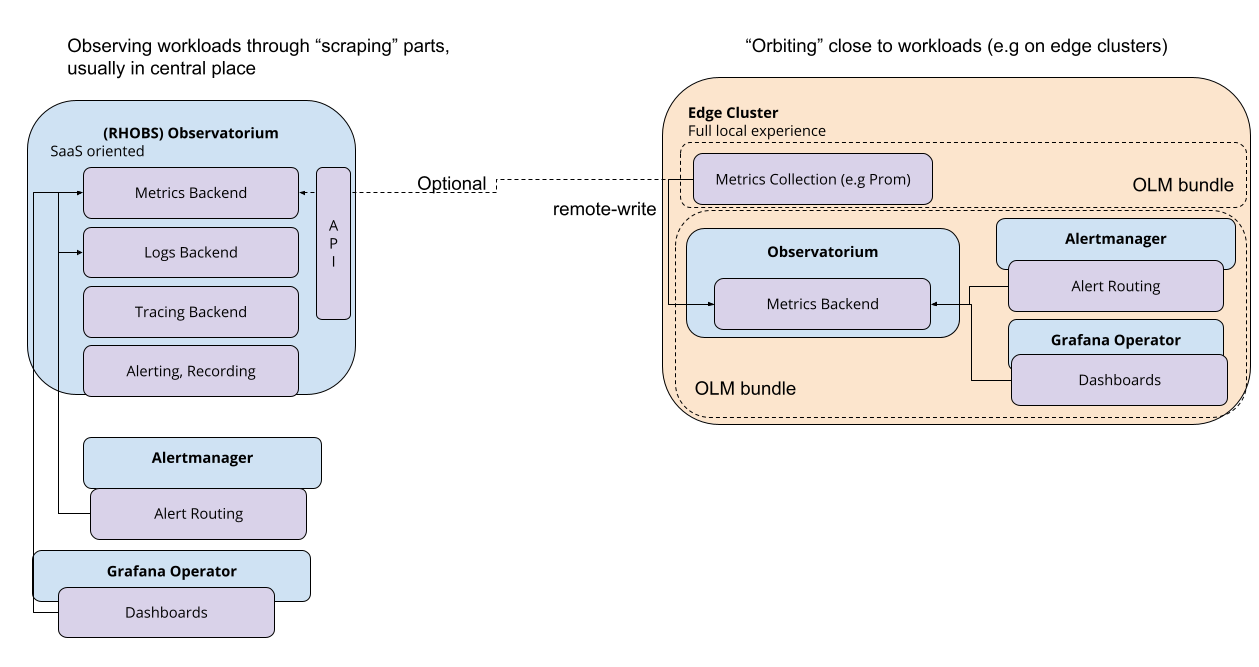 Observing workloads through “scraping” parts,
usually in central place
(RHOBS) Observatorium
SaaS oriented
Metrics Backend
Logs Backend
Tracing Backend
Alerting, Recording
A
P
I
Alertmanager
Alert Routing
Grafana Operator
Dashboards
Optional
remote-write
“Orbiting” close to workloads (e.g on edge clusters)
Edge Cluster
Full local experience
Metrics Collection (e.g Prom)
OLM bundle
Observatorium
Metrics Backend
Alertmanager
Alert Routing
Grafana Operator
Dashboards
OLM bundle